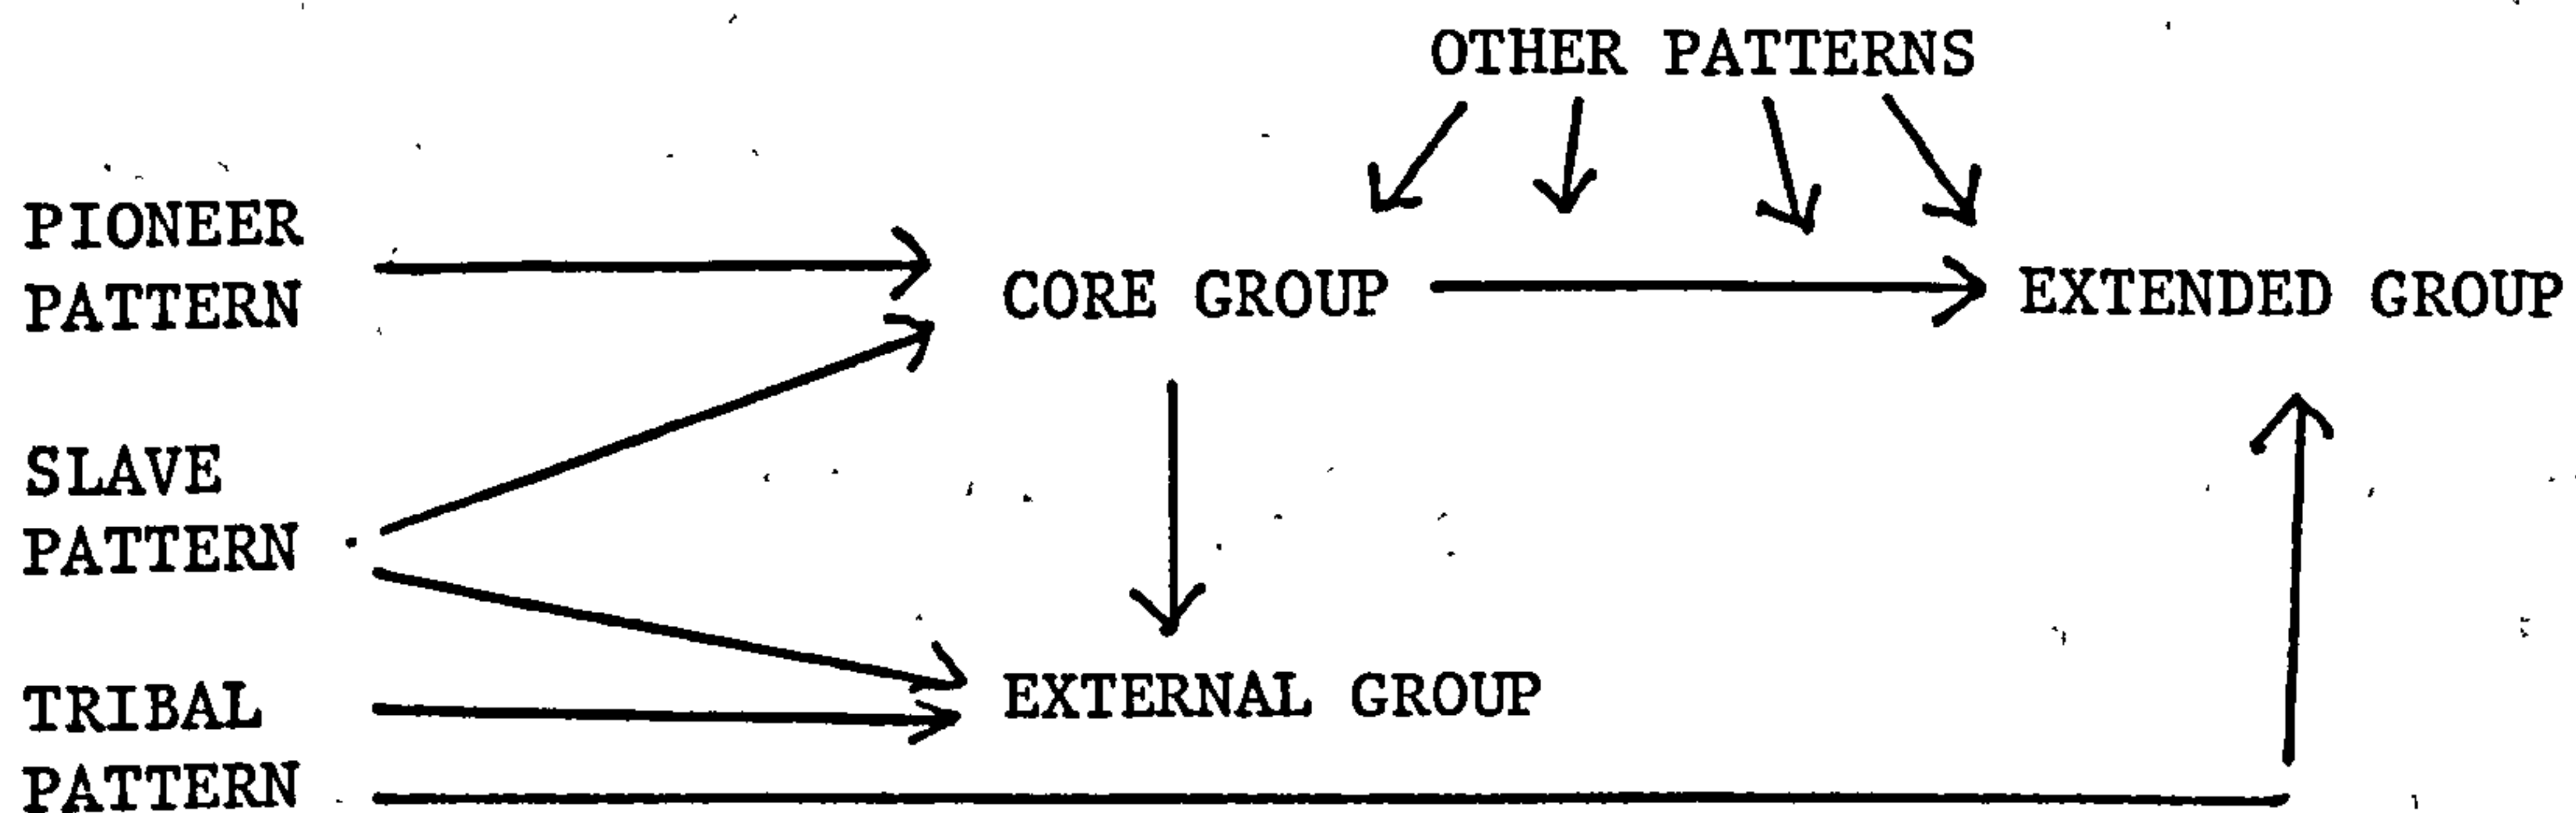 OTHER PATTERNS
PIONEER
PATTERN
CORE GROUP
EXTENDED GROUP
SLAVE
PATTERN
EXTERNAL GROUP
TRIBAL
PATTERN